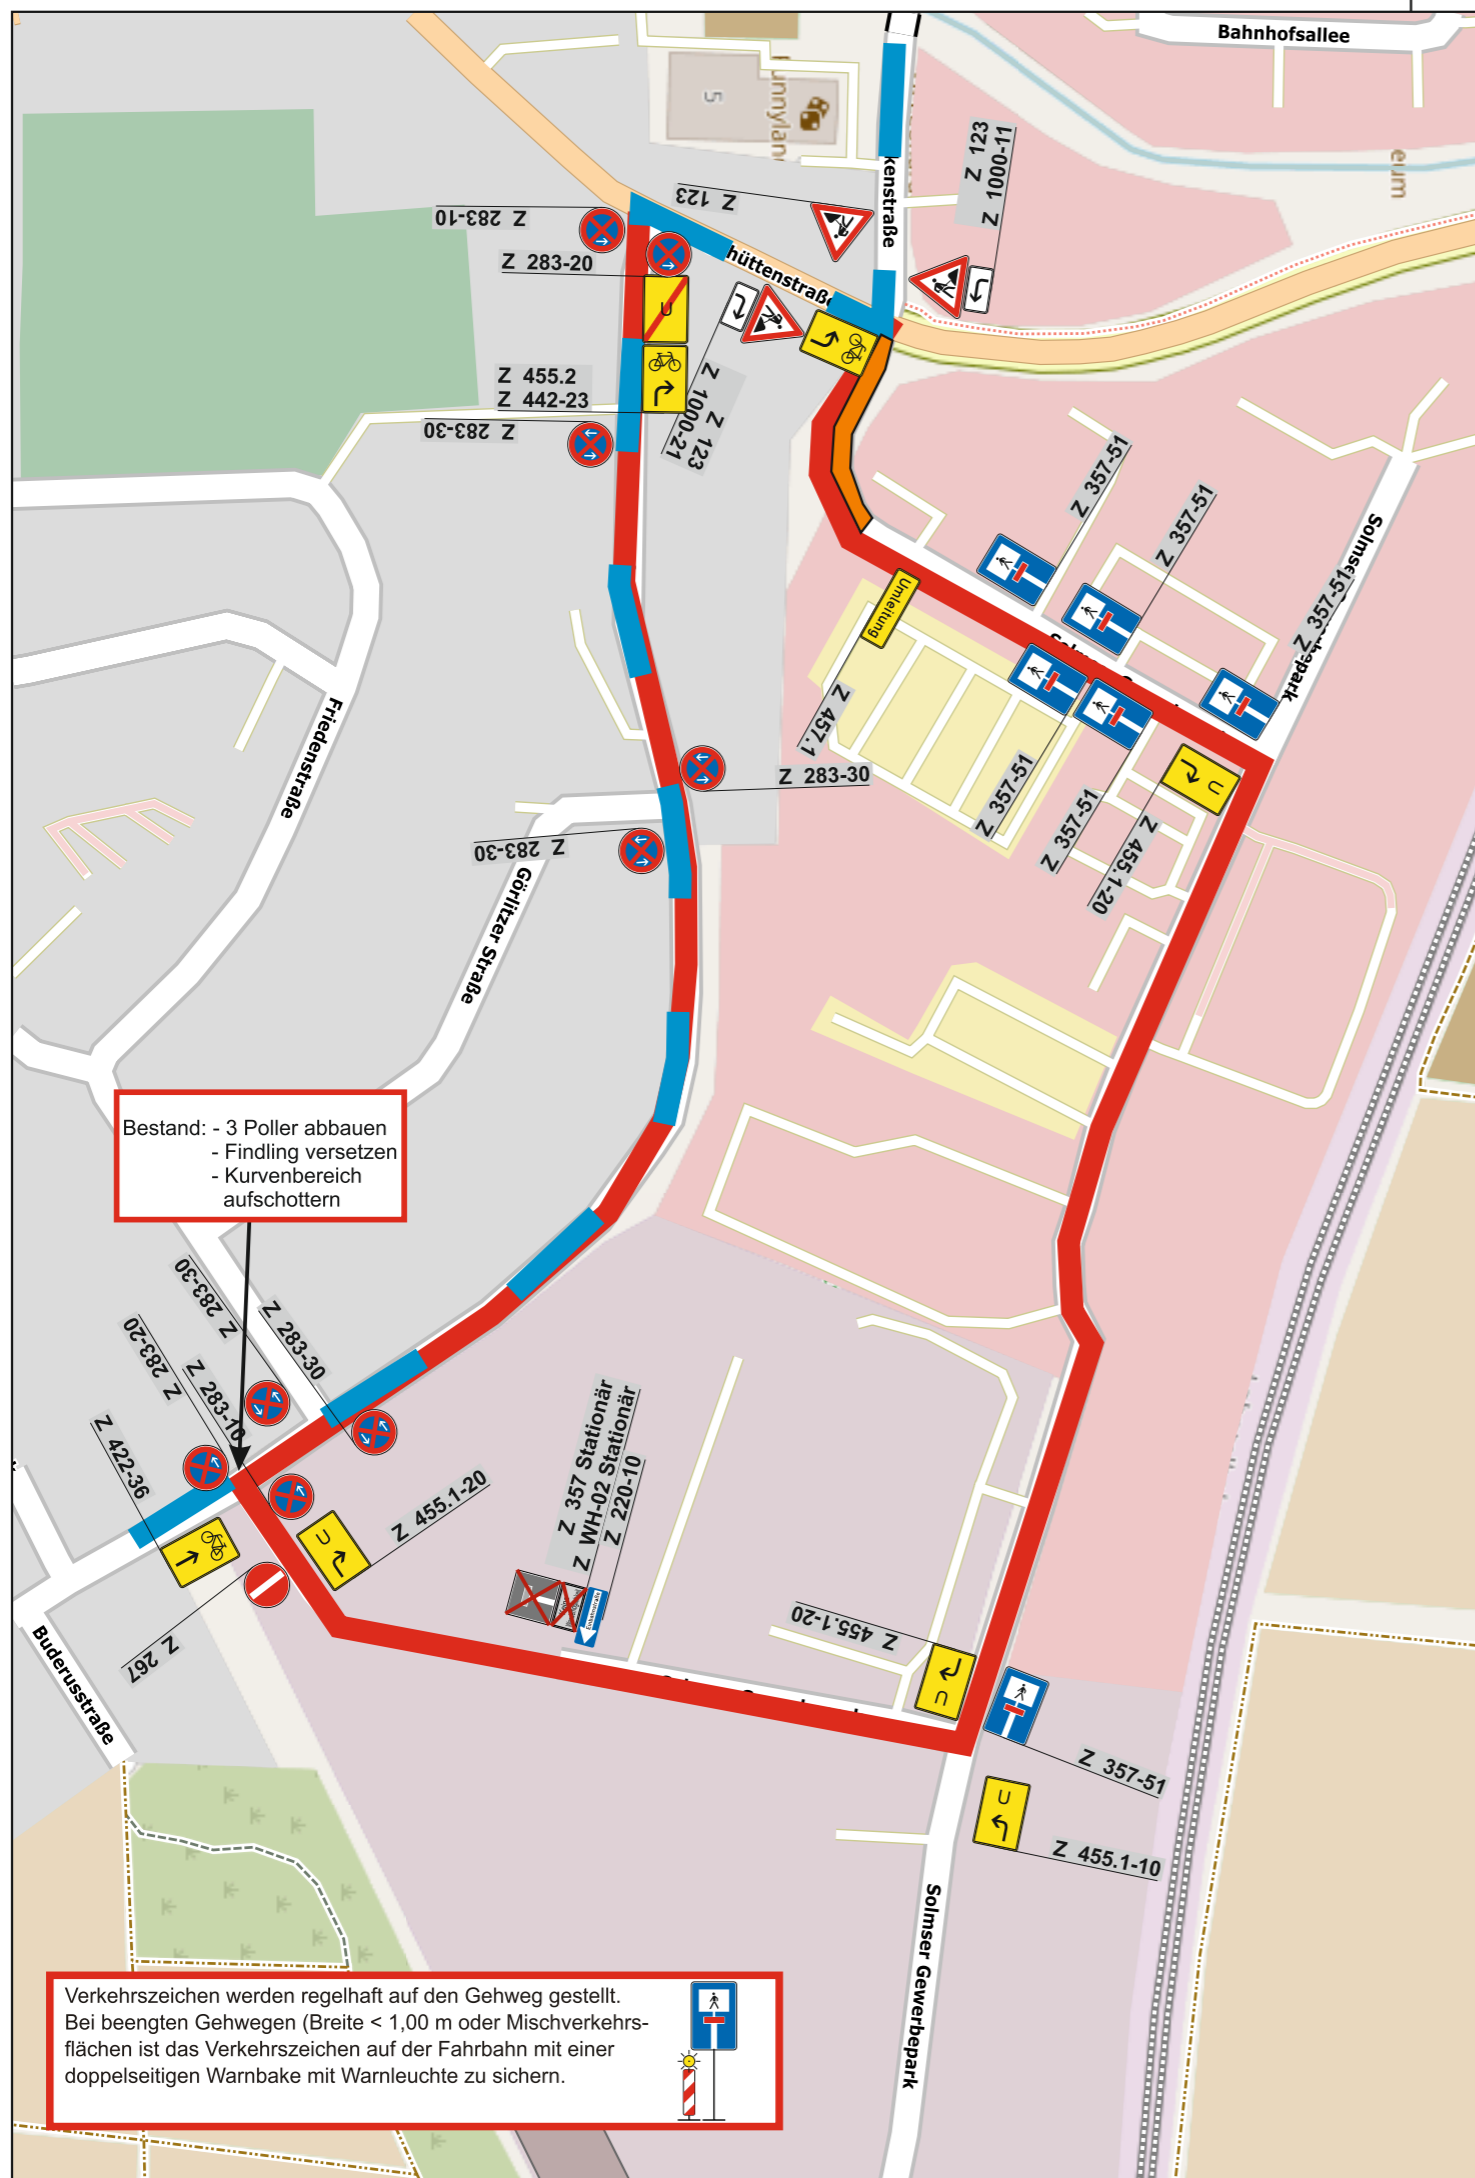 Bahnhofsallee
5
kenstraße
eum
Z 123
Z 1000-11
Z 123
Z 283-10
Z 283-20
hüttenstraße
U
Z 455.2
Z 442-23
Z 283-30
Z 123
Z 1000-21
Z 357-51
Z 357-51
Z 357-51
Umleitung
Z 457.1
Z 283-30
Z 357-51
Z 357-51
U
Z 455.1-20
Friedenstraße
Z 283-30
Görlitzer Straße
Bestand: - 3 Poller abbauen
- Findling versetzen
- Kurvenbereich
aufschottern
Z 283-30
Z 283-30
Z 283-20
Z 283-10
Z 422-36
U
Z 455.1-20
Z 267
Z 357 Stationär
Z WH-02 Stationär
Z 220-10
Z 455.1-20
U
Z 357-51
U
Z 455.1-10
Buderusstraße
Solmser Gewerbepark
Verkehrszeichen werden regelhaft auf den Gehweg gestellt.
Bei beengten Gehwegen (Breite < 1,00 m oder Mischverkehrs-
flächen ist das Verkehrszeichen auf der Fahrbahn mit einer
doppelseitigen Warnbake mit Warnleuchte zu sichern.